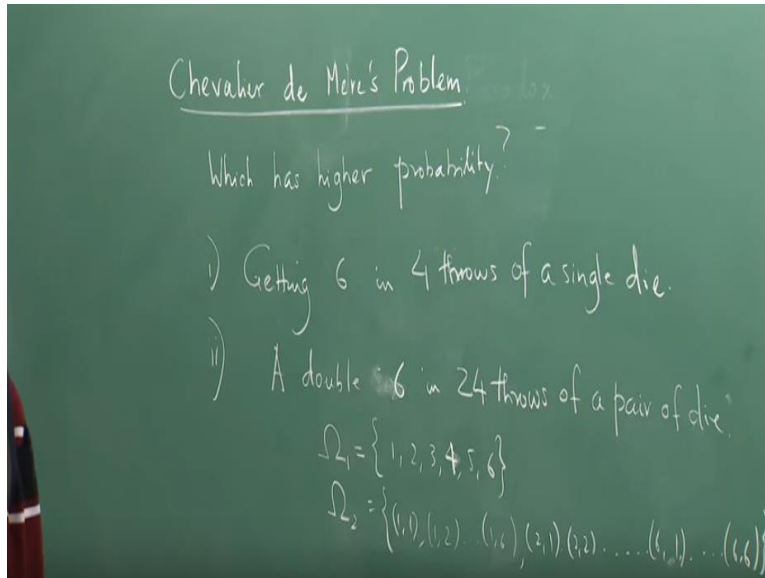 Chevalier de Mere's Problem
Which has higher probability?
i) Getting 6 in 4 throws of a single die.
ii) A double 6 in 24 throws of a pair of die.
Ω₁ = {1, 2, 3, 4, 5, 6}
Ω₂ = {(1,1), (1,2)...(1,6), (2,1) (2,2) ...... (6,1) .... (6,6)}